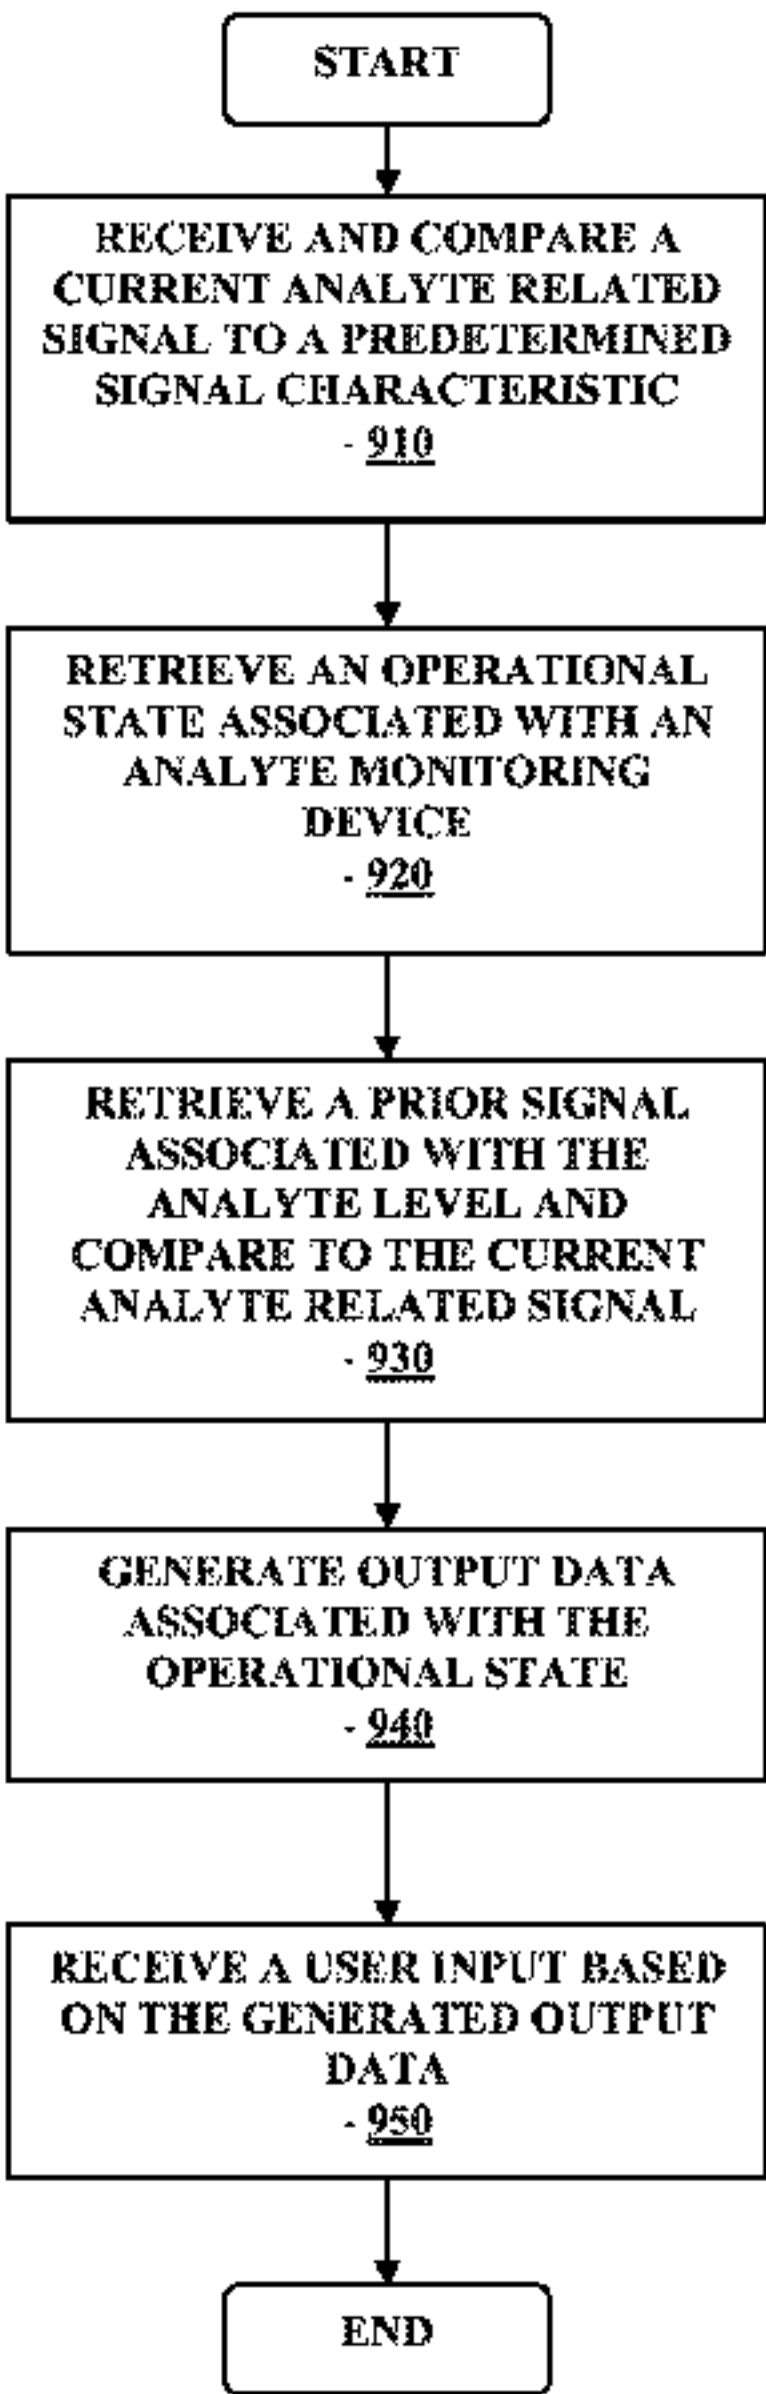 START
RECEIVE AND COMPARE A
CURRENT ANALYTE RELATED
SIGNAL TO A PREDETERMINED
SIGNAL CHARACTERISTIC
- 910
RETRIEVE AN OPERATIONAL
STATE ASSOCIATED WITH AN
ANALYTE MONITORING
DEVICE
- 920
RETRIEVE A PRIOR SIGNAL
ASSOCIATED WITH THE
ANALYTE LEVEL AND
COMPARE TO THE CURRENT
ANALYTE RELATED SIGNAL
- 930
GENERATE OUTPUT DATA
ASSOCIATED WITH THE
OPERATIONAL STATE
- 940
RECEIVE A USER INPUT BASED
ON THE GENERATED OUTPUT
DATA
- 950
END